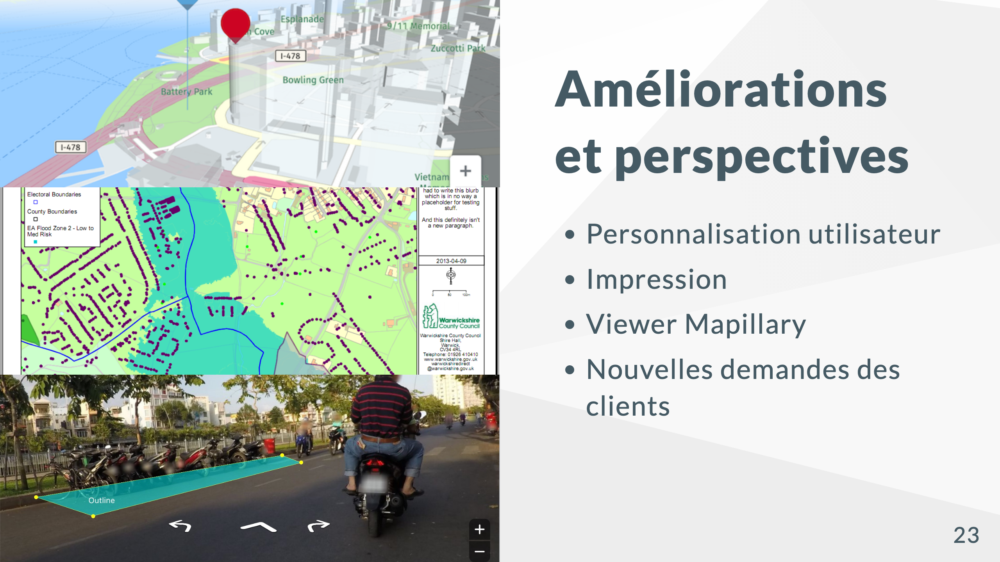 Esplanade
Cove
9/11 Memorial
Zuccotti Park
I-478
Bowling Green
Battery Park
I-478
Vietnam
Electoral Boundaries
County Boundaries
EA Flood Zone 2 - Low to
Med Risk
had to write this blurb
which is in no way a
placeholder for testing
stuff.
And this definitely isn't
a new paragraph.
2013-04-09
N
0 50 100m
Warwickshire
County Council
Warwickshire County Council
Shire Hall,
Warwick,
CV34 4RL
Telephone: 01926 410410
www.warwickshire.gov.uk
warwickshiredirect
@warwickshire.gov.uk
Outline
Améliorations
et perspectives
• Personnalisation utilisateur
• Impression
• Viewer Mapillary
• Nouvelles demandes des
clients
23